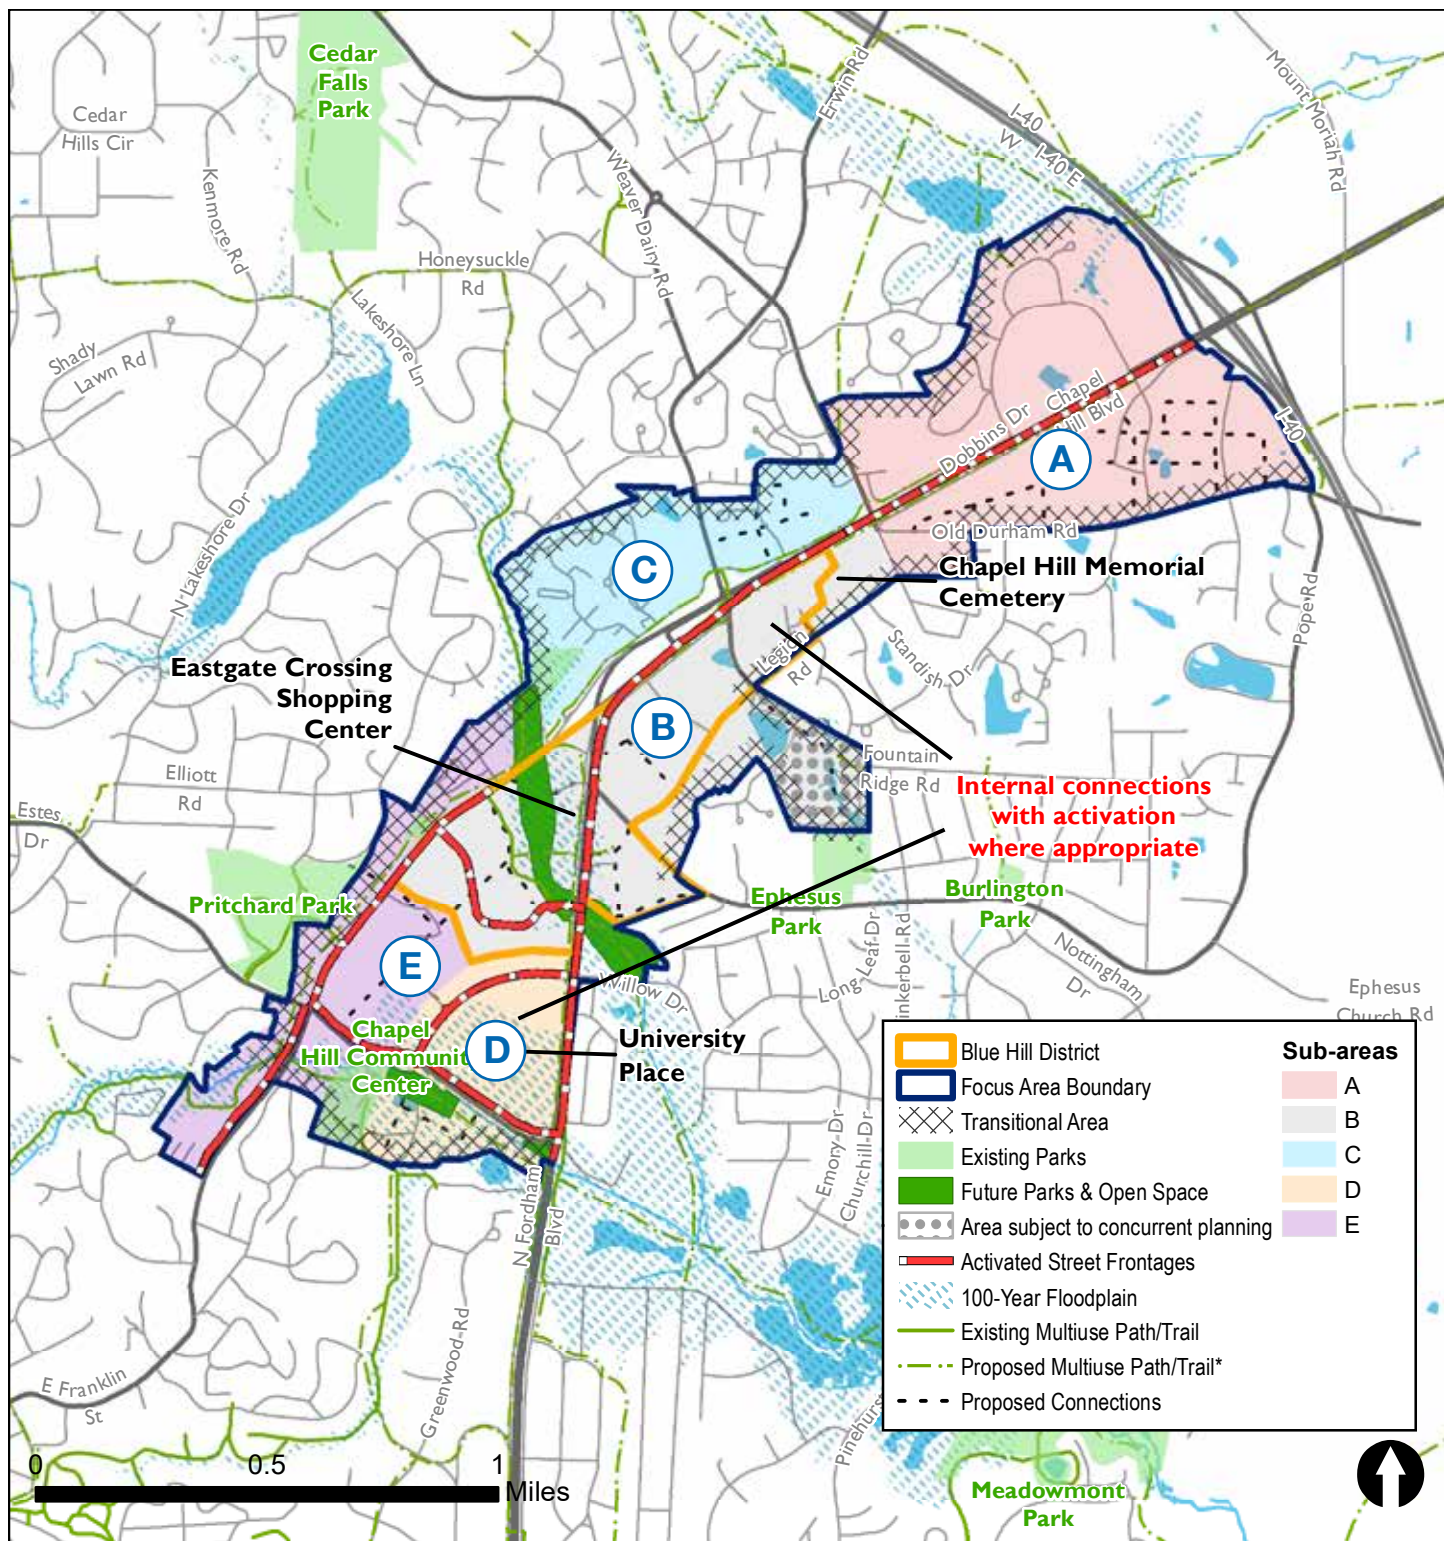 Cedar
Falls
Park
Cedar
Hills Cir
Kenmore Rd
Honeysuckle
Rd
Lakeshore Ln
Weaver Dairy Rd
Erwin Rd
I-40
W
I-40 E
Mount Moriah Rd
Shady
Lawn Rd
N Lakeshore Dr
Dobbins Dr
Chapel
Hill Blvd
I-40
A
Old Durham Rd
Chapel Hill Memorial
Cemetery
C
Pope Rd
Standish Dr
Legion
Rd
Eastgate Crossing
Shopping
Center
B
Fountain
Ridge Rd
Elliott
Rd
Estes
Dr
Internal connections
with activation
where appropriate
Pritchard Park
Ephesus
Park
Burlington
Park
E
Long Leaf Dr
Nottingham
Dr
Willow Dr
Ephesus
Church Rd
Chapel
Hill Communi
Center
D
University
Place
Emory Dr
Churchill Dr
N Fordham
Blvd
Greenwood Rd
E Franklin
St
Blue Hill District
Focus Area Boundary
Transitional Area
Existing Parks
Future Parks & Open Space
Area subject to concurrent planning
Activated Street Frontages
100-Year Floodplain
Existing Multiuse Path/Trail
Proposed Multiuse Path/Trail*
Proposed Connections
Sub-areas
A
B
C
D
E
0 0.5 1
Miles
Meadowmont
Park